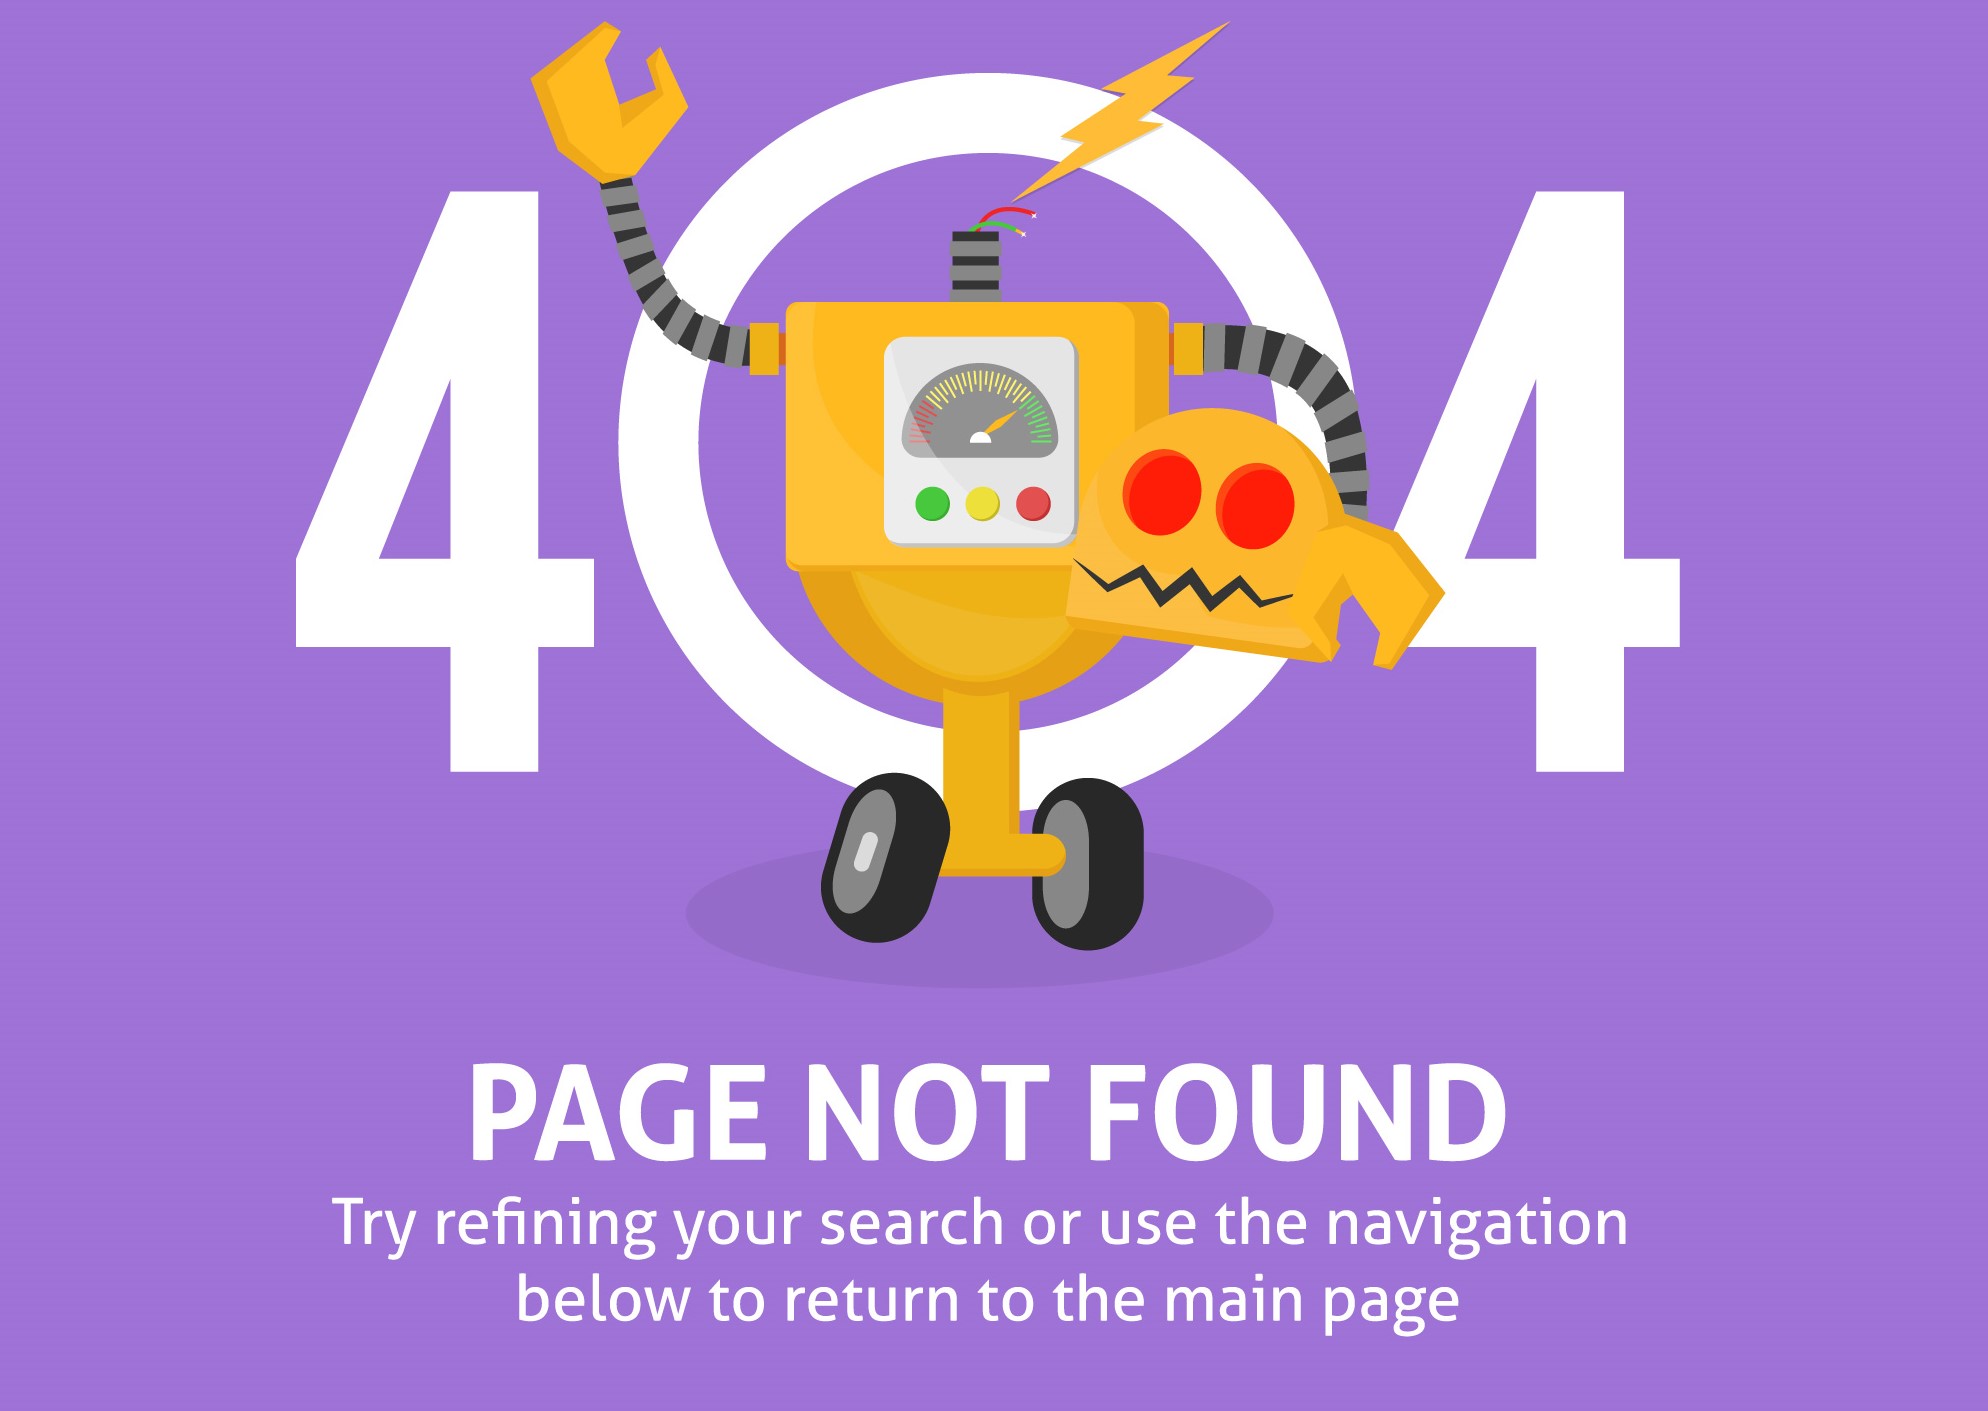 404
PAGE NOT FOUND
Try refining your search or use the navigation
below to return to the main page